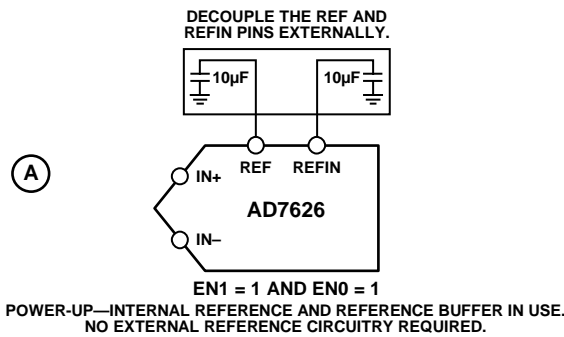 DECOUPLE THE REF AND
REFIN PINS EXTERNALLY.
10µF
10µF
REF
REFIN
A
IN+
AD7626
IN–
EN1 = 1 AND EN0 = 1
POWER-UP—INTERNAL REFERENCE AND REFERENCE BUFFER IN USE.
NO EXTERNAL REFERENCE CIRCUITRY REQUIRED.